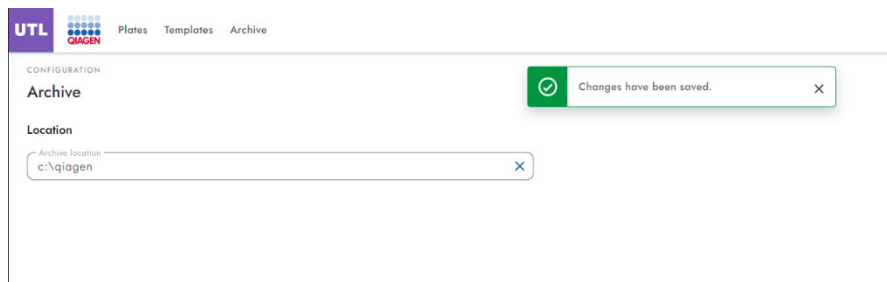 UTL QIAGEN Plates Templates Archive
CONFIGURATION
Archive
Changes have been saved.
Location
Archive location
c:\qiagen